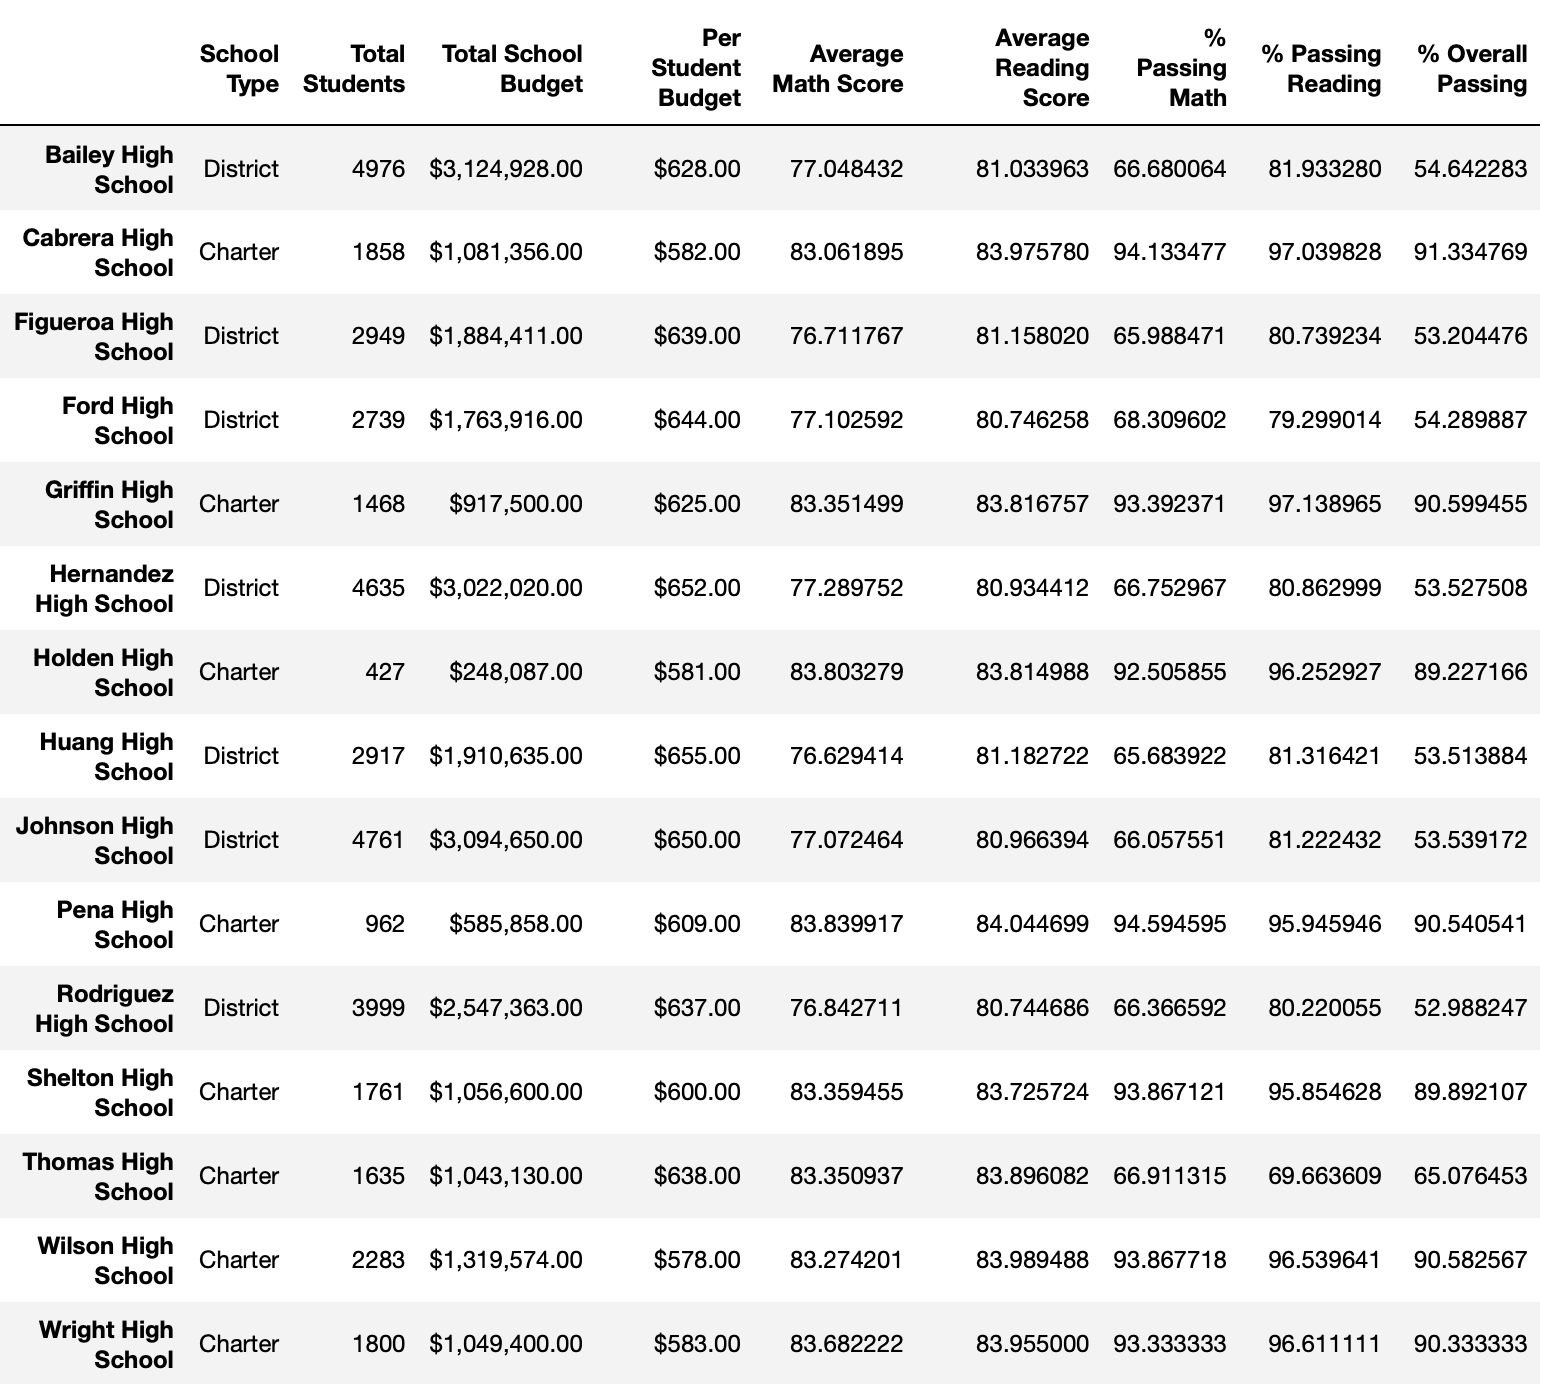 School Type Total Students Total School Budget Per Student Budget Average Math Score Average Reading Score % Passing Math % Passing Reading % Overall Passing
Bailey High School District 4976 $3,124,928.00 $628.00 77.048432 81.033963 66.680064 81.933280 54.642283
Cabrera High School Charter 1858 $1,081,356.00 $582.00 83.061895 83.975780 94.133477 97.039828 91.334769
Figueroa High School District 2949 $1,884,411.00 $639.00 76.711767 81.158020 65.988471 80.739234 53.204476
Ford High School District 2739 $1,763,916.00 $644.00 77.102592 80.746258 68.309602 79.299014 54.289887
Griffin High School Charter 1468 $917,500.00 $625.00 83.351499 83.816757 93.392371 97.138965 90.599455
Hernandez High School District 4635 $3,022,020.00 $652.00 77.289752 80.934412 66.752967 80.862999 53.527508
Holden High School Charter 427 $248,087.00 $581.00 83.803279 83.814988 92.505855 96.252927 89.227166
Huang High School District 2917 $1,910,635.00 $655.00 76.629414 81.182722 65.683922 81.316421 53.513884
Johnson High School District 4761 $3,094,650.00 $650.00 77.072464 80.966394 66.057551 81.222432 53.539172
Pena High School Charter 962 $585,858.00 $609.00 83.839917 84.044699 94.594595 95.945946 90.540541
Rodriguez High School District 3999 $2,547,363.00 $637.00 76.842711 80.744686 66.366592 80.220055 52.988247
Shelton High School Charter 1761 $1,056,600.00 $600.00 83.359455 83.725724 93.867121 95.854628 89.892107
Thomas High School Charter 1635 $1,043,130.00 $638.00 83.350937 83.896082 66.911315 69.663609 65.076453
Wilson High School Charter 2283 $1,319,574.00 $578.00 83.274201 83.989488 93.867718 96.539641 90.582567
Wright High School Charter 1800 $1,049,400.00 $583.00 83.682222 83.955000 93.333333 96.611111 90.333333